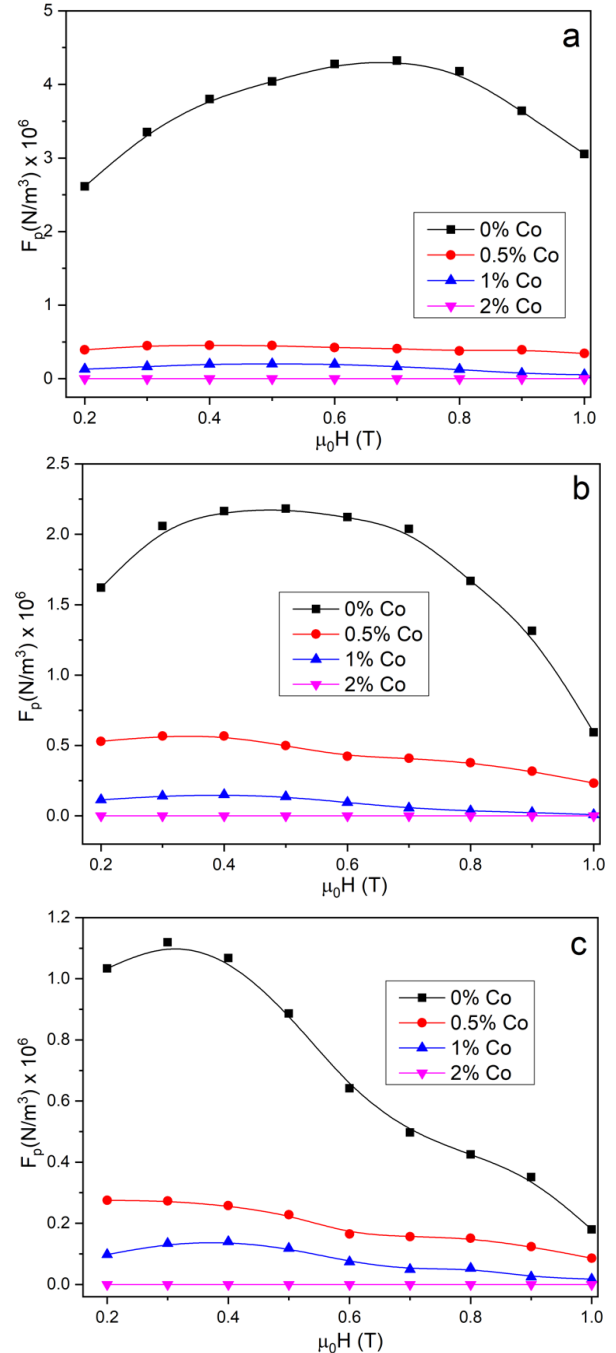 a
5
4
3
2
1
0
Fp(N/m³) x 10⁶
0% Co
0.5% Co
1% Co
2% Co
0.2 0.4 0.6 0.8 1.0
μ₀H (T)
b
2.5
2.0
1.5
1.0
0.5
0.0
Fp(N/m³) x 10⁶
0% Co
0.5% Co
1% Co
2% Co
0.2 0.4 0.6 0.8 1.0
μ₀H (T)
c
1.2
1.0
0.8
0.6
0.4
0.2
0.0
Fp(N/m³) x 10⁶
0% Co
0.5% Co
1% Co
2% Co
0.2 0.4 0.6 0.8 1.0
μ₀H (T)